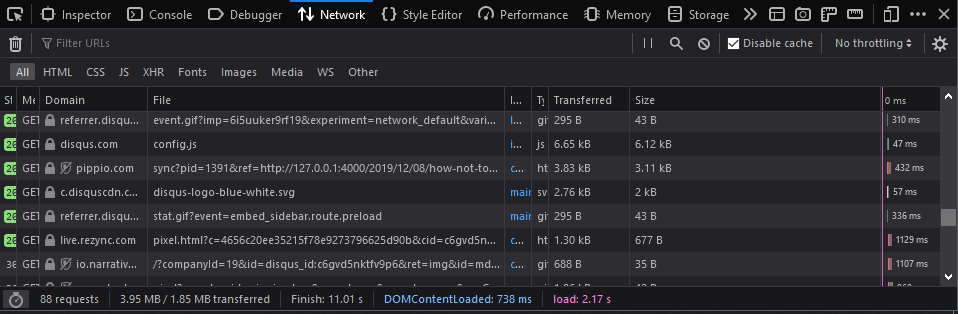 Inspector Console Debugger Network Style Editor Performance Memory Storage
Filter URLs Disable cache No throttling
All HTML CSS JS XHR Fonts Images Media WS Other
St Me Domain File I... Ty Transferred Size 0 ms
20 GET referrer.disqu... event.gif?imp=6i5uuker9rf19&experiment=network_default&vari... I... gif 295 B 43 B 310 ms
20 GET disqus.com config.js i... js 6.65 kB 6.12 kB 47 ms
20 GET pippio.com sync?pid=1391&ref=http://127.0.0.1:4000/2019/12/08/how-not-to... c... ht 3.83 kB 3.11 kB 432 ms
20 GET c.disquscdn.c... disqus-logo-blue-white.svg main sv 2.76 kB 2 kB 57 ms
20 GET referrer.disqu... stat.gif?event=embed_sidebar.route.preload main gif 295 B 43 B 336 ms
20 GET live.rezync.com pixel.html?c=4656c20ee35215f78e9273796625d90b&cid=c6gvd5n... c... ht 1.30 kB 677 B 1129 ms
30 GET io.narrativ... /?companyId=19&id=disqus_id:c6gvd5nktfv9p6&ret=img&id=md... c... gif 688 B 35 B 1107 ms
88 requests 3.95 MB / 1.85 MB transferred Finish: 11.01 s DOMContentLoaded: 738 ms load: 2.17 s